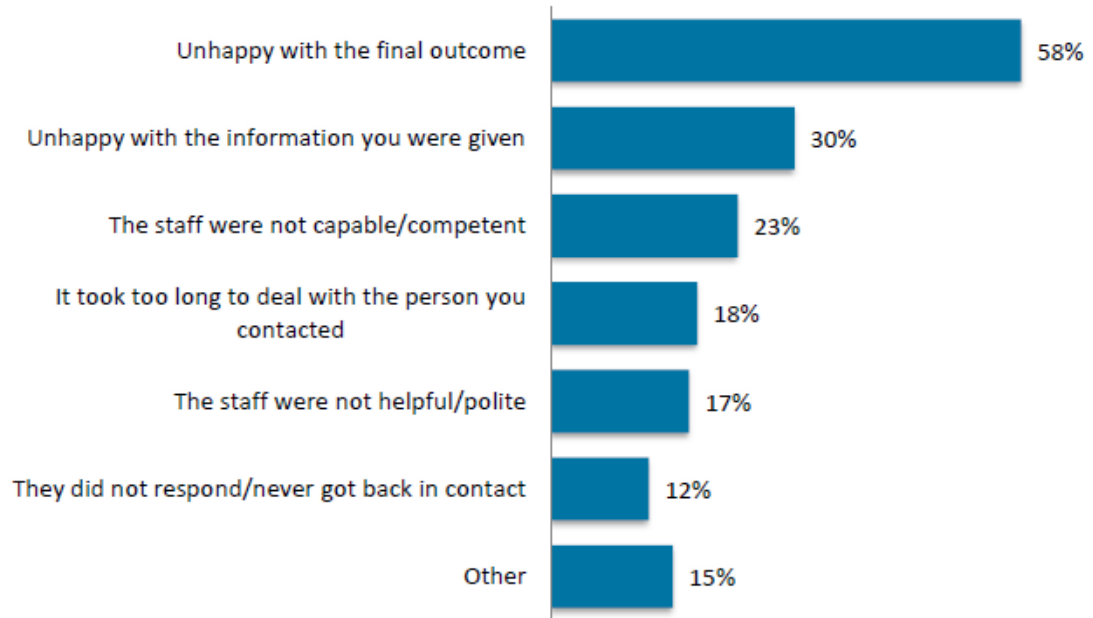 Unhappy with the final outcome 58%
Unhappy with the information you were given 30%
The staff were not capable/competent 23%
It took too long to deal with the person you
contacted 18%
The staff were not helpful/polite 17%
They did not respond/never got back in contact 12%
Other 15%